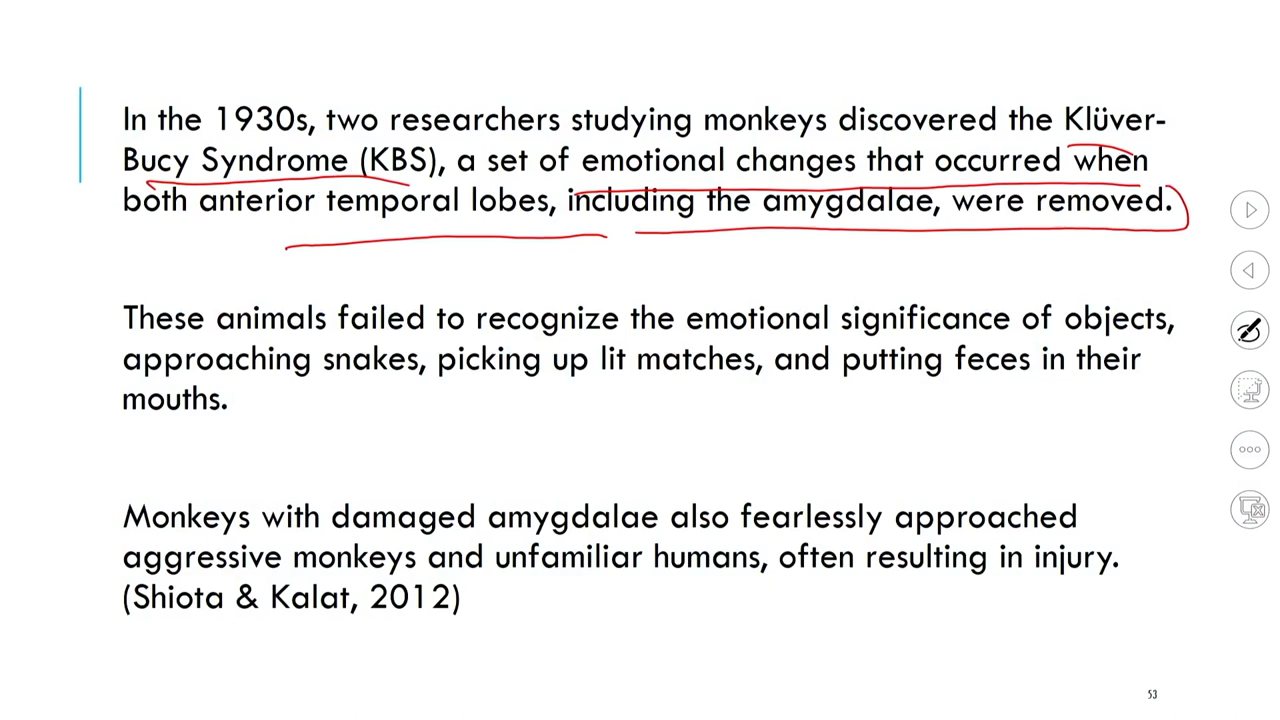 In the 1930s, two researchers studying monkeys discovered the Klüver-
Bucy Syndrome (KBS), a set of emotional changes that occurred when
both anterior temporal lobes, including the amygdalae, were removed.
These animals failed to recognize the emotional significance of objects,
approaching snakes, picking up lit matches, and putting feces in their
mouths.
Monkeys with damaged amygdalae also fearlessly approached
aggressive monkeys and unfamiliar humans, often resulting in injury.
(Shiota & Kalat, 2012)
53